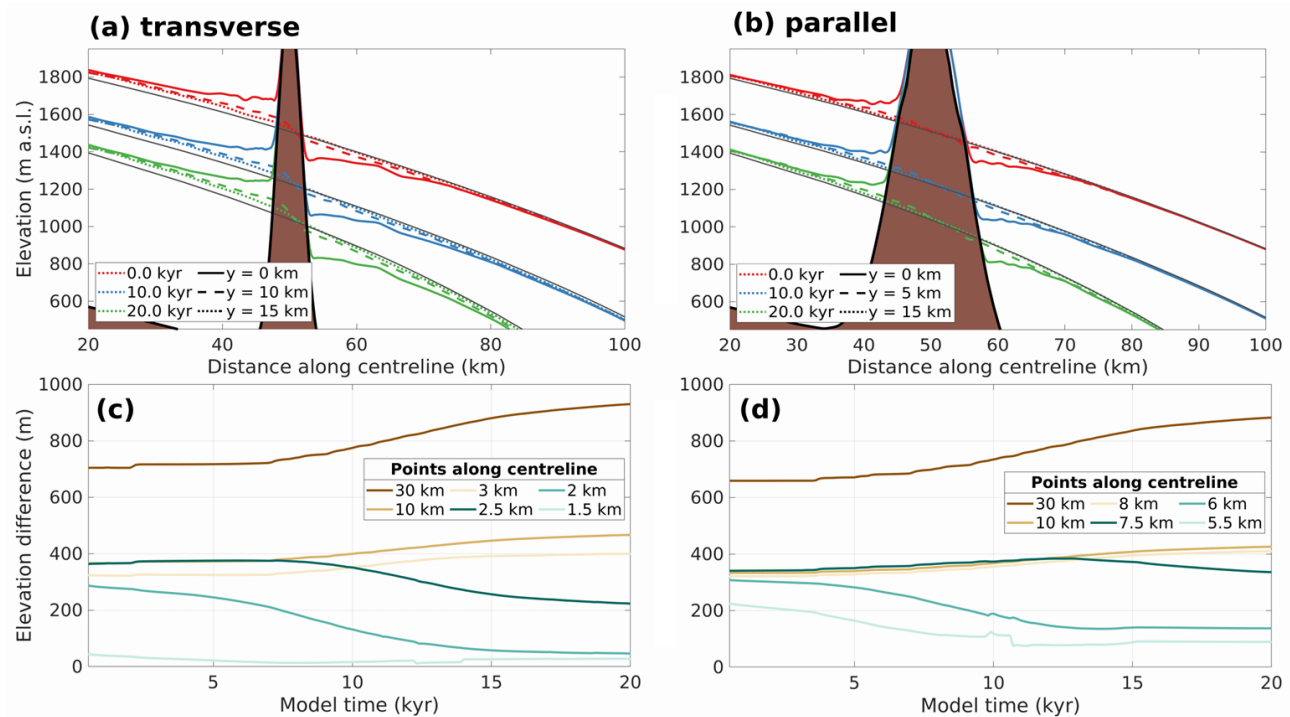 (a) transverse
(b) parallel
Elevation (m a.s.l.)
1800
1600
1400
1200
1000
800
600
0.0 kyr y = 0 km
10.0 kyr y = 10 km
20.0 kyr y = 15 km
20 40 60 80 100
Distance along centreline (km)
1800
1600
1400
1200
1000
800
600
0.0 kyr y = 0 km
10.0 kyr y = 5 km
20.0 kyr y = 15 km
20 30 40 50 60 70 80 90 100
Distance along centreline (km)
(c)
Elevation difference (m)
1000
800
600
400
200
0
Points along centreline
30 km 3 km 2 km
10 km 2.5 km 1.5 km
5 10 15 20
Model time (kyr)
(d)
1000
800
600
400
200
0
Points along centreline
30 km 8 km 6 km
10 km 7.5 km 5.5 km
5 10 15 20
Model time (kyr)